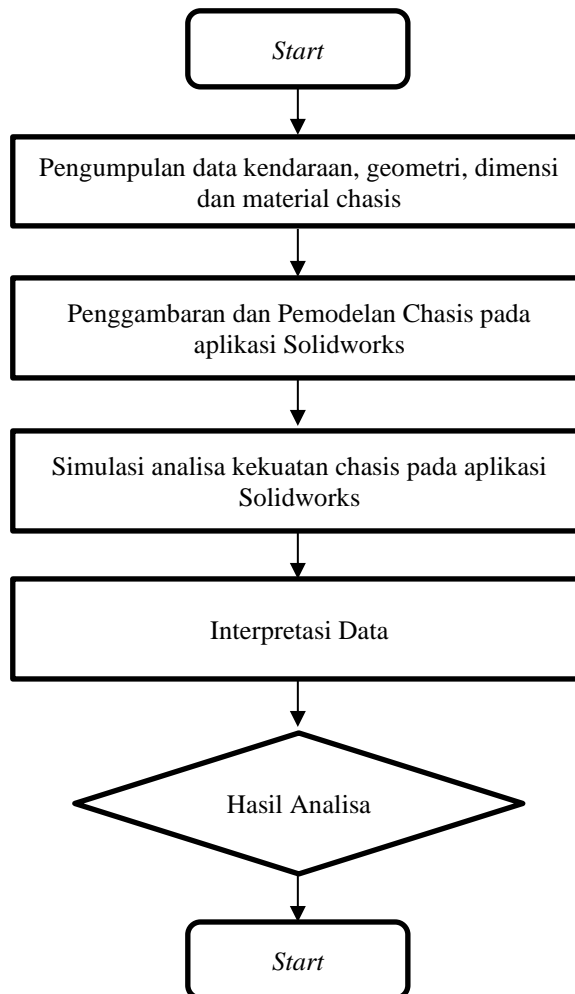 Start
Pengumpulan data kendaraan, geometri, dimensi
dan material chasis
Penggambaran dan Pemodelan Chasis pada
aplikasi Solidworks
Simulasi analisa kekuatan chasis pada aplikasi
Solidworks
Interpretasi Data
Hasil Analisa
Start